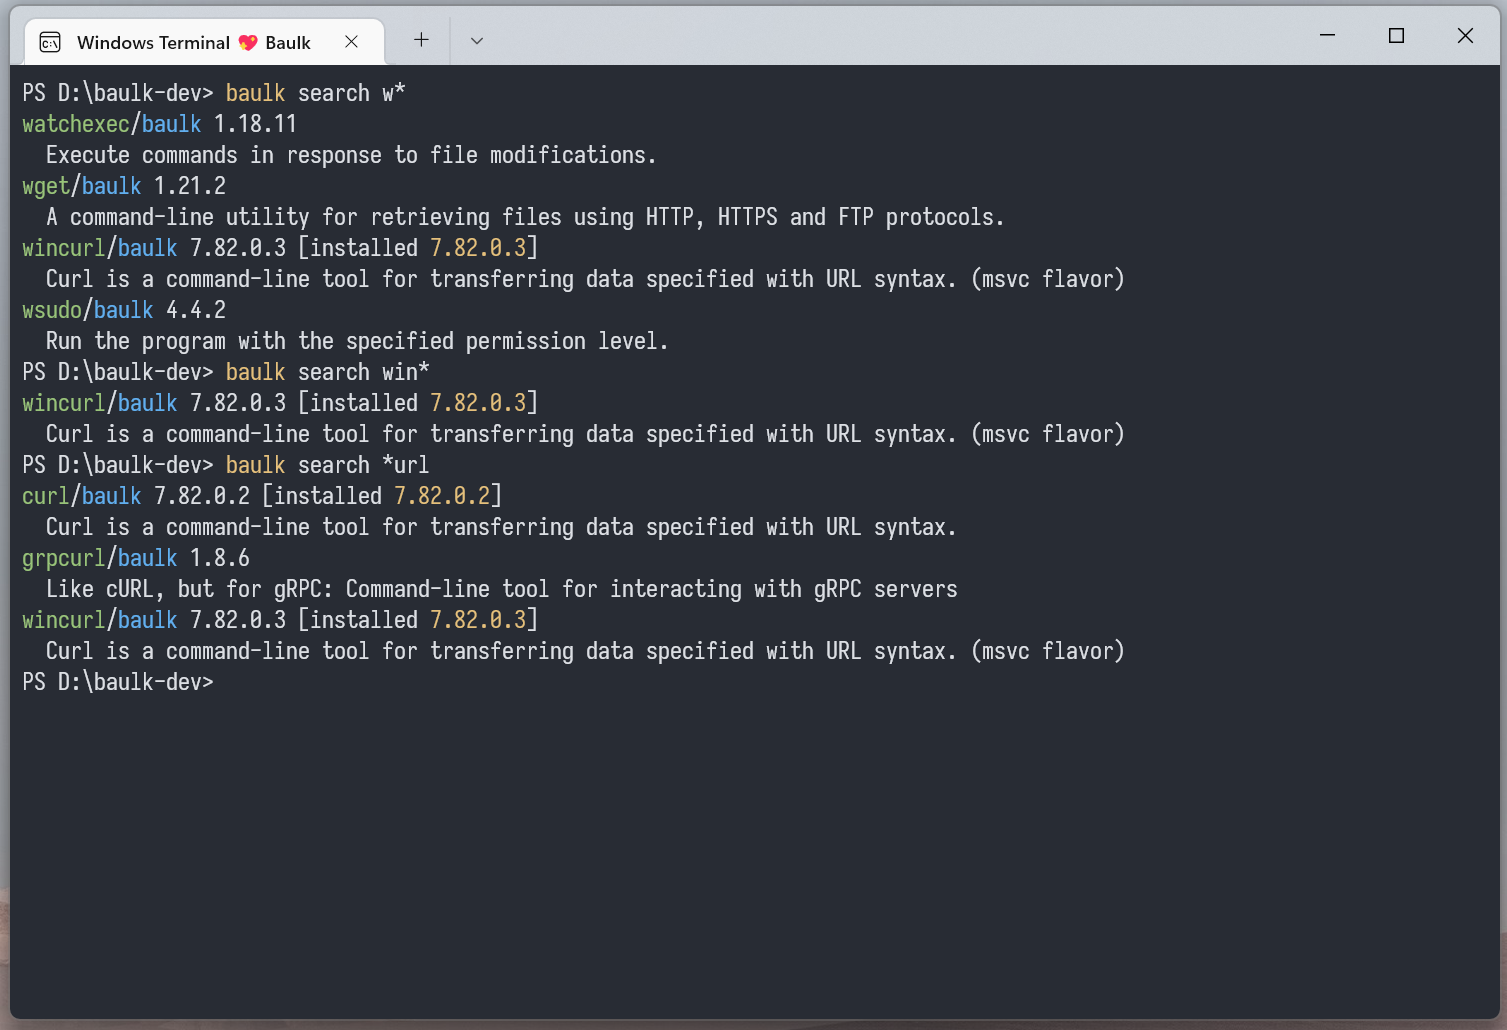 Windows Terminal 💖 Baulk
PS D:\baulk-dev> baulk search w*
watchexec/baulk 1.18.11
  Execute commands in response to file modifications.
wget/baulk 1.21.2
  A command-line utility for retrieving files using HTTP, HTTPS and FTP protocols.
wincurl/baulk 7.82.0.3 [installed 7.82.0.3]
  Curl is a command-line tool for transferring data specified with URL syntax. (msvc flavor)
wsudo/baulk 4.4.2
  Run the program with the specified permission level.
PS D:\baulk-dev> baulk search win*
wincurl/baulk 7.82.0.3 [installed 7.82.0.3]
  Curl is a command-line tool for transferring data specified with URL syntax. (msvc flavor)
PS D:\baulk-dev> baulk search *url
curl/baulk 7.82.0.2 [installed 7.82.0.2]
  Curl is a command-line tool for transferring data specified with URL syntax.
grpcurl/baulk 1.8.6
  Like cURL, but for gRPC: Command-line tool for interacting with gRPC servers
wincurl/baulk 7.82.0.3 [installed 7.82.0.3]
  Curl is a command-line tool for transferring data specified with URL syntax. (msvc flavor)
PS D:\baulk-dev>